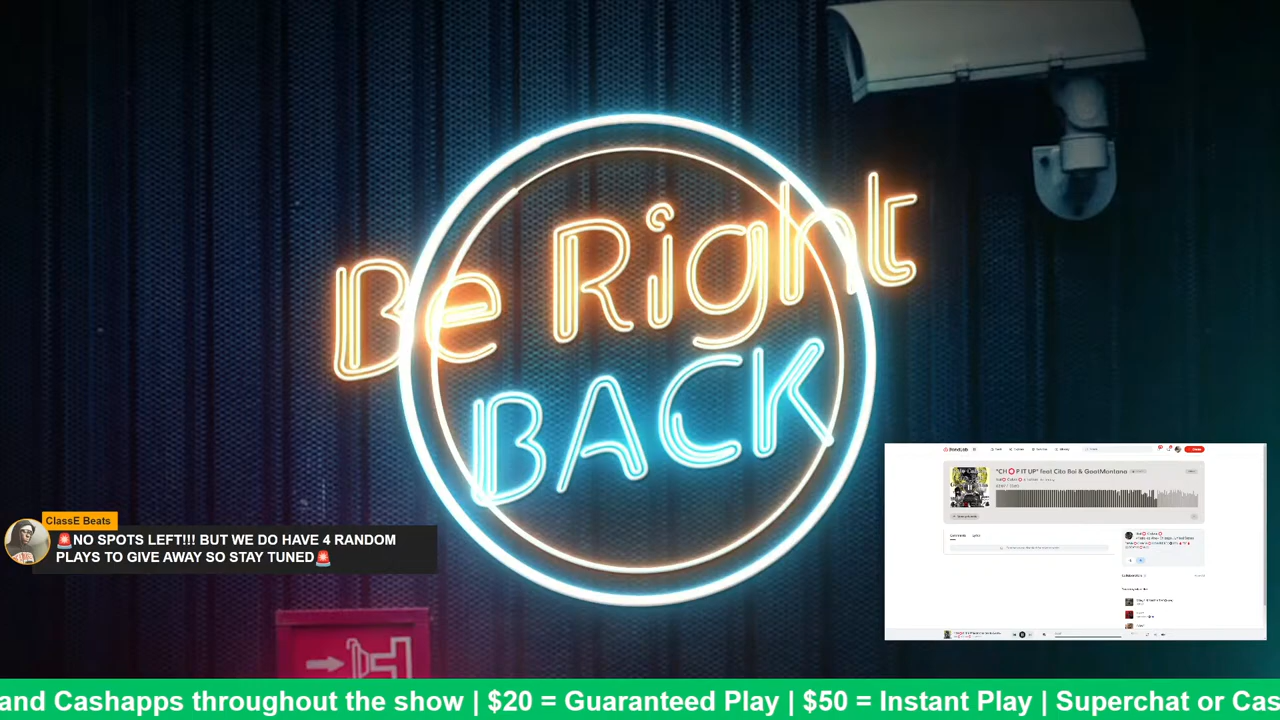 Be Right
BACK
ClassE Beats
🚨NO SPOTS LEFT!!! BUT WE DO HAVE 4 RANDOM
PLAYS TO GIVE AWAY SO STAY TUNED🚨
"CH⭕F IT UP" feat Cila Bai & GoatMontana
and Cashapps throughout the show | $20 = Guaranteed Play | $50 = Instant Play | Superchat or Cas